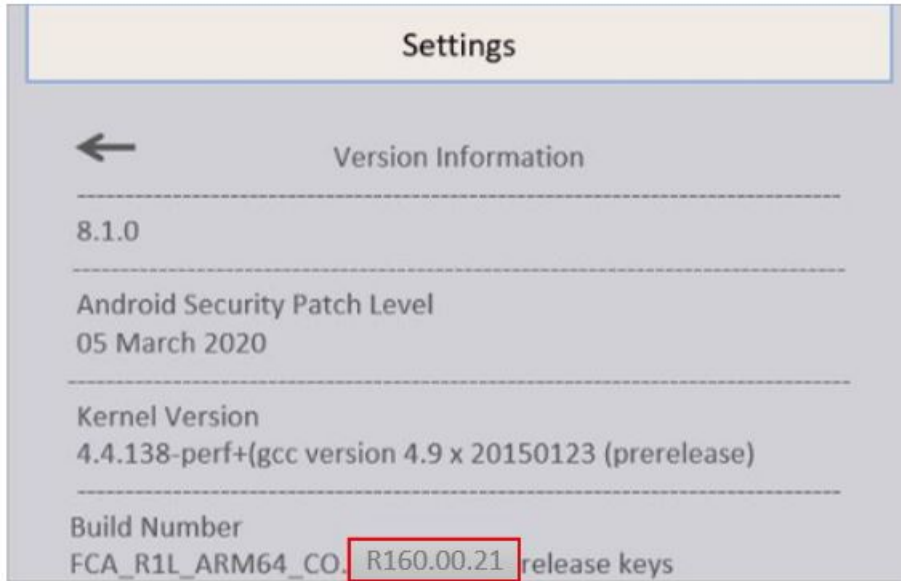 Settings
Version Information
8.1.0
Android Security Patch Level
05 March 2020
Kernel Version
4.4.138-perf+(gcc version 4.9 x 20150123 (prerelease)
Build Number
FCA_R1L_ARM64_CO. R160.00.21 release keys